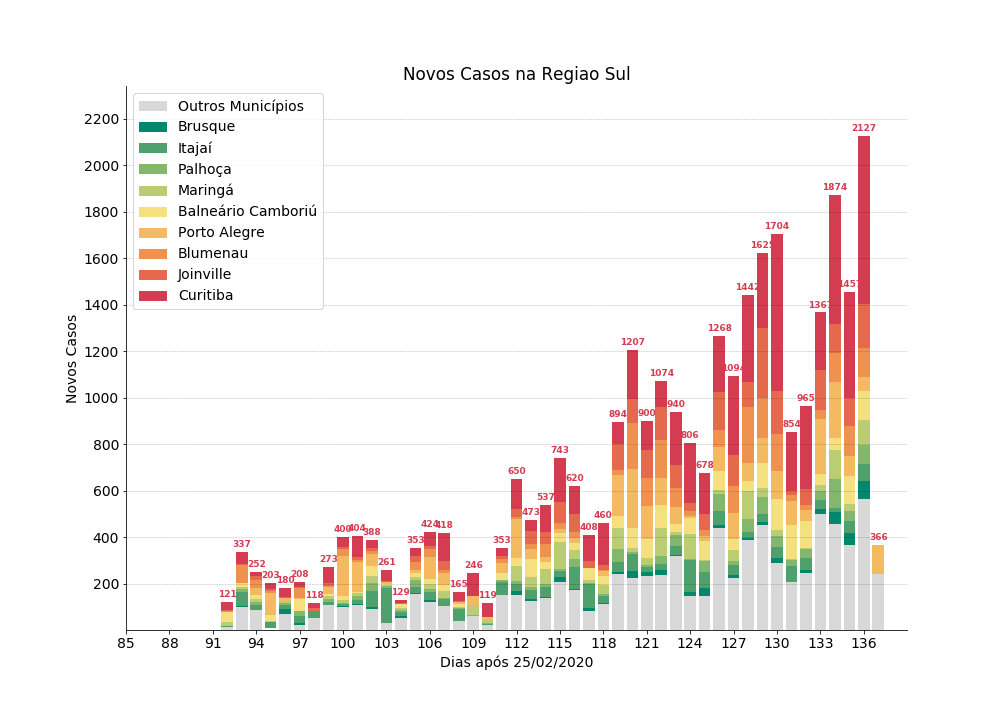 Novos Casos na Regiao Sul
Outros Municípios
Brusque
Itajaí
Palhoça
Maringá
Balneário Camboriú
Porto Alegre
Blumenau
Joinville
Curitiba
Novos Casos
2200
2000
1800
1600
1400
1200
1000
800
600
400
200
121 337 252 203 180 208 118 273 400 404 388 261 129 353 424 418 165 246 119 353 650 473 537 743 620 408 460 894 1207 900 1074 940 806 678 1268 1094 1442 1625 1704 854 965 1367 1874 1457 2127 366
85 88 91 94 97 100 103 106 109 112 115 118 121 124 127 130 133 136
Dias após 25/02/2020